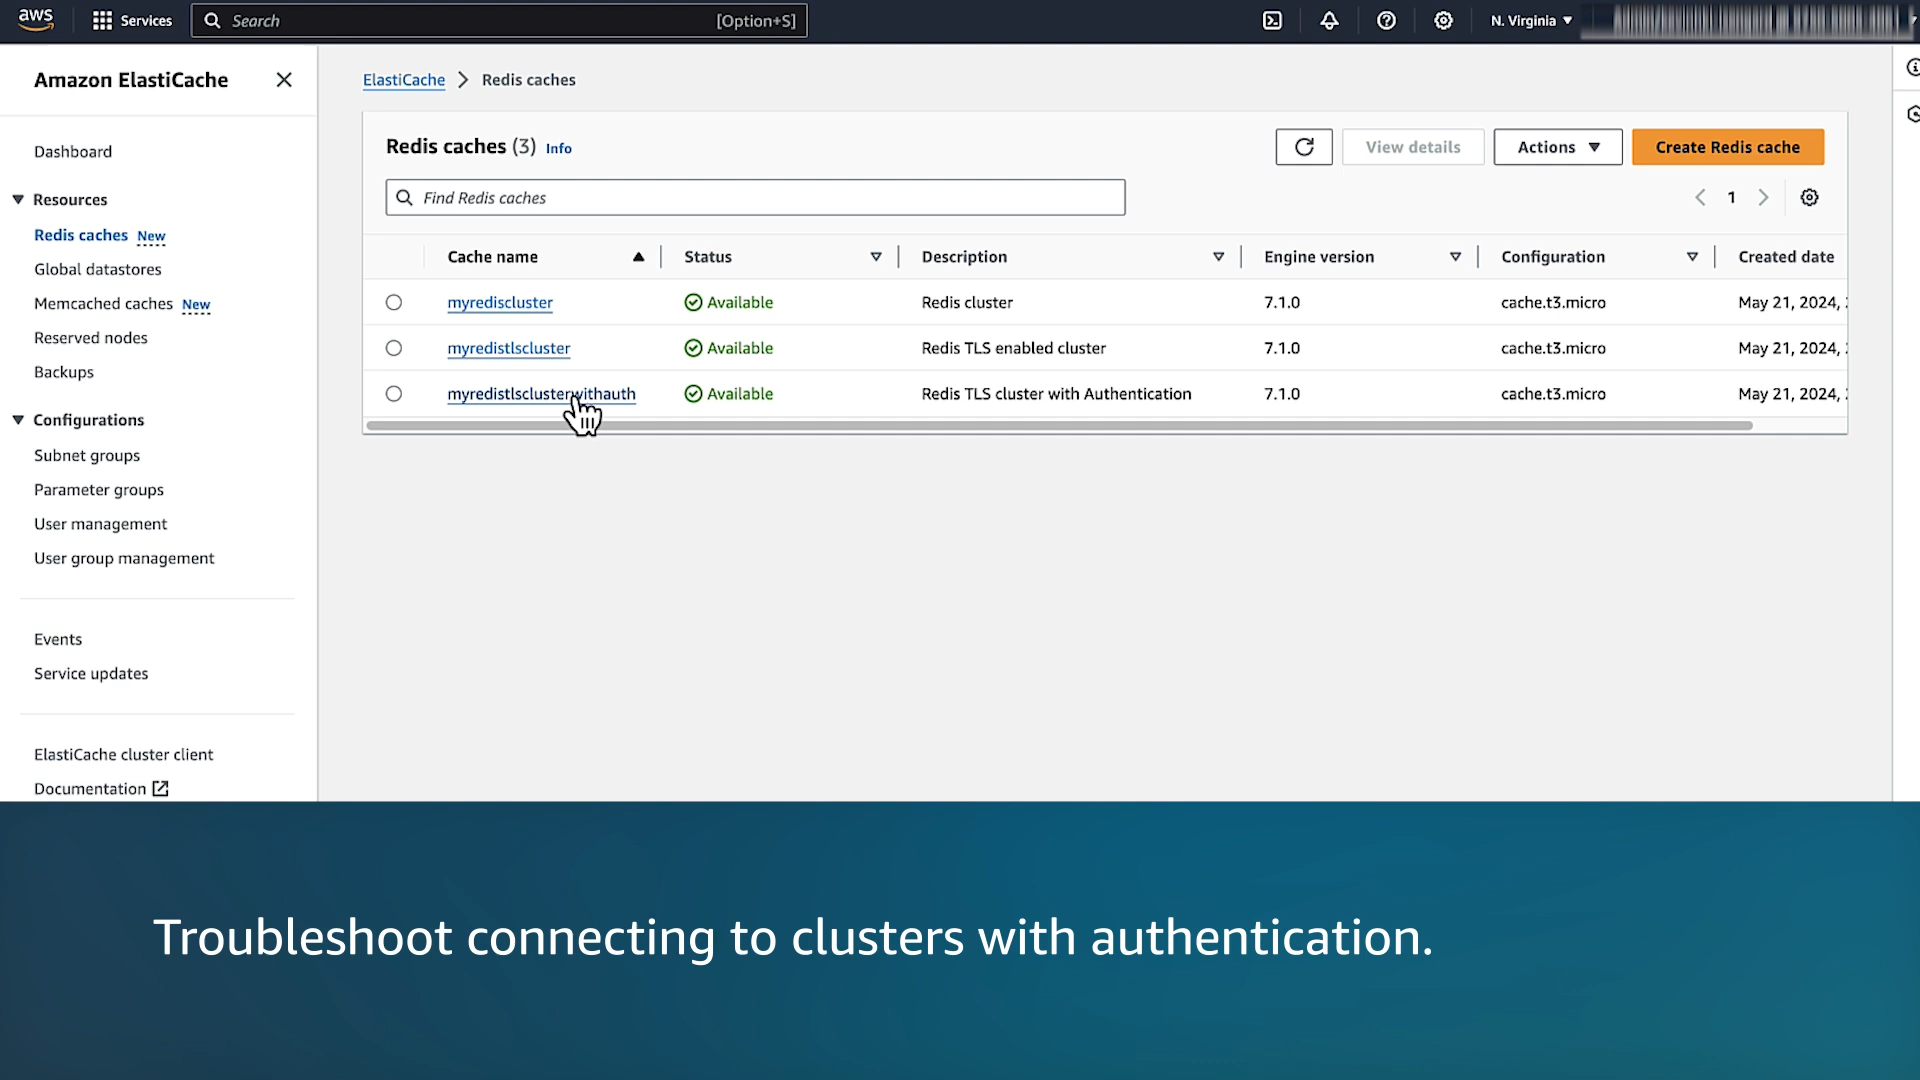 aws
Services
Search
[Option+S]
N. Virginia
Amazon ElastiCache
Dashboard
Resources
Redis caches New
Global datastores
Memcached caches New
Reserved nodes
Backups
Configurations
Subnet groups
Parameter groups
User management
User group management
Events
Service updates
ElastiCache cluster client
Documentation
ElastiCache > Redis caches
Redis caches (3) Info
View details
Actions
Create Redis cache
Find Redis caches
1
Cache name Status Description Engine version Configuration Created date
myrediscluster Available Redis cluster 7.1.0 cache.t3.micro May 21, 2024,
myredistlscluster Available Redis TLS enabled cluster 7.1.0 cache.t3.micro May 21, 2024,
myredistlsclusterwithauth Available Redis TLS cluster with Authentication 7.1.0 cache.t3.micro May 21, 2024,
Troubleshoot connecting to clusters with authentication.